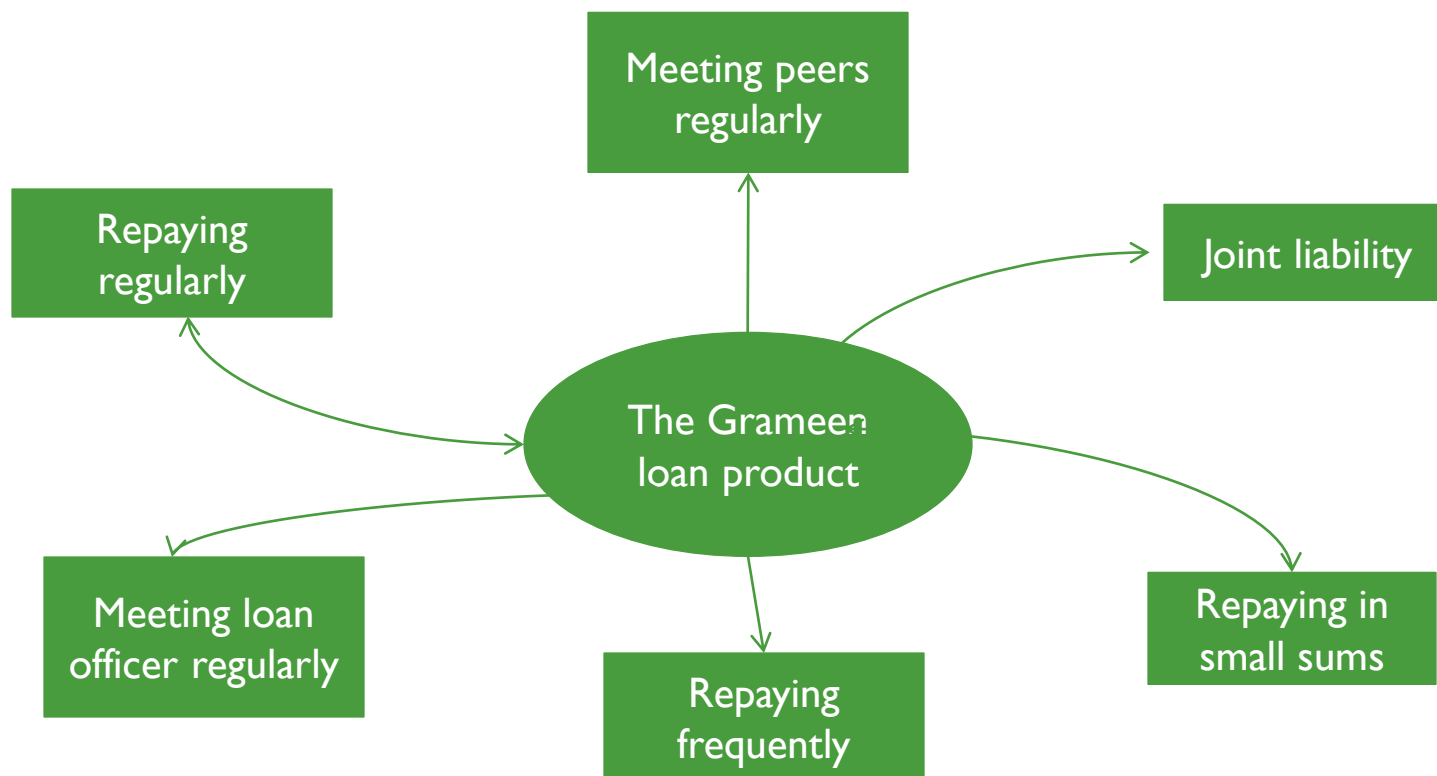 Meeting peers
regularly
Repaying
regularly
Joint liability
The Grameen
loan product
Meeting loan
officer regularly
Repaying in
small sums
Repaying
frequently